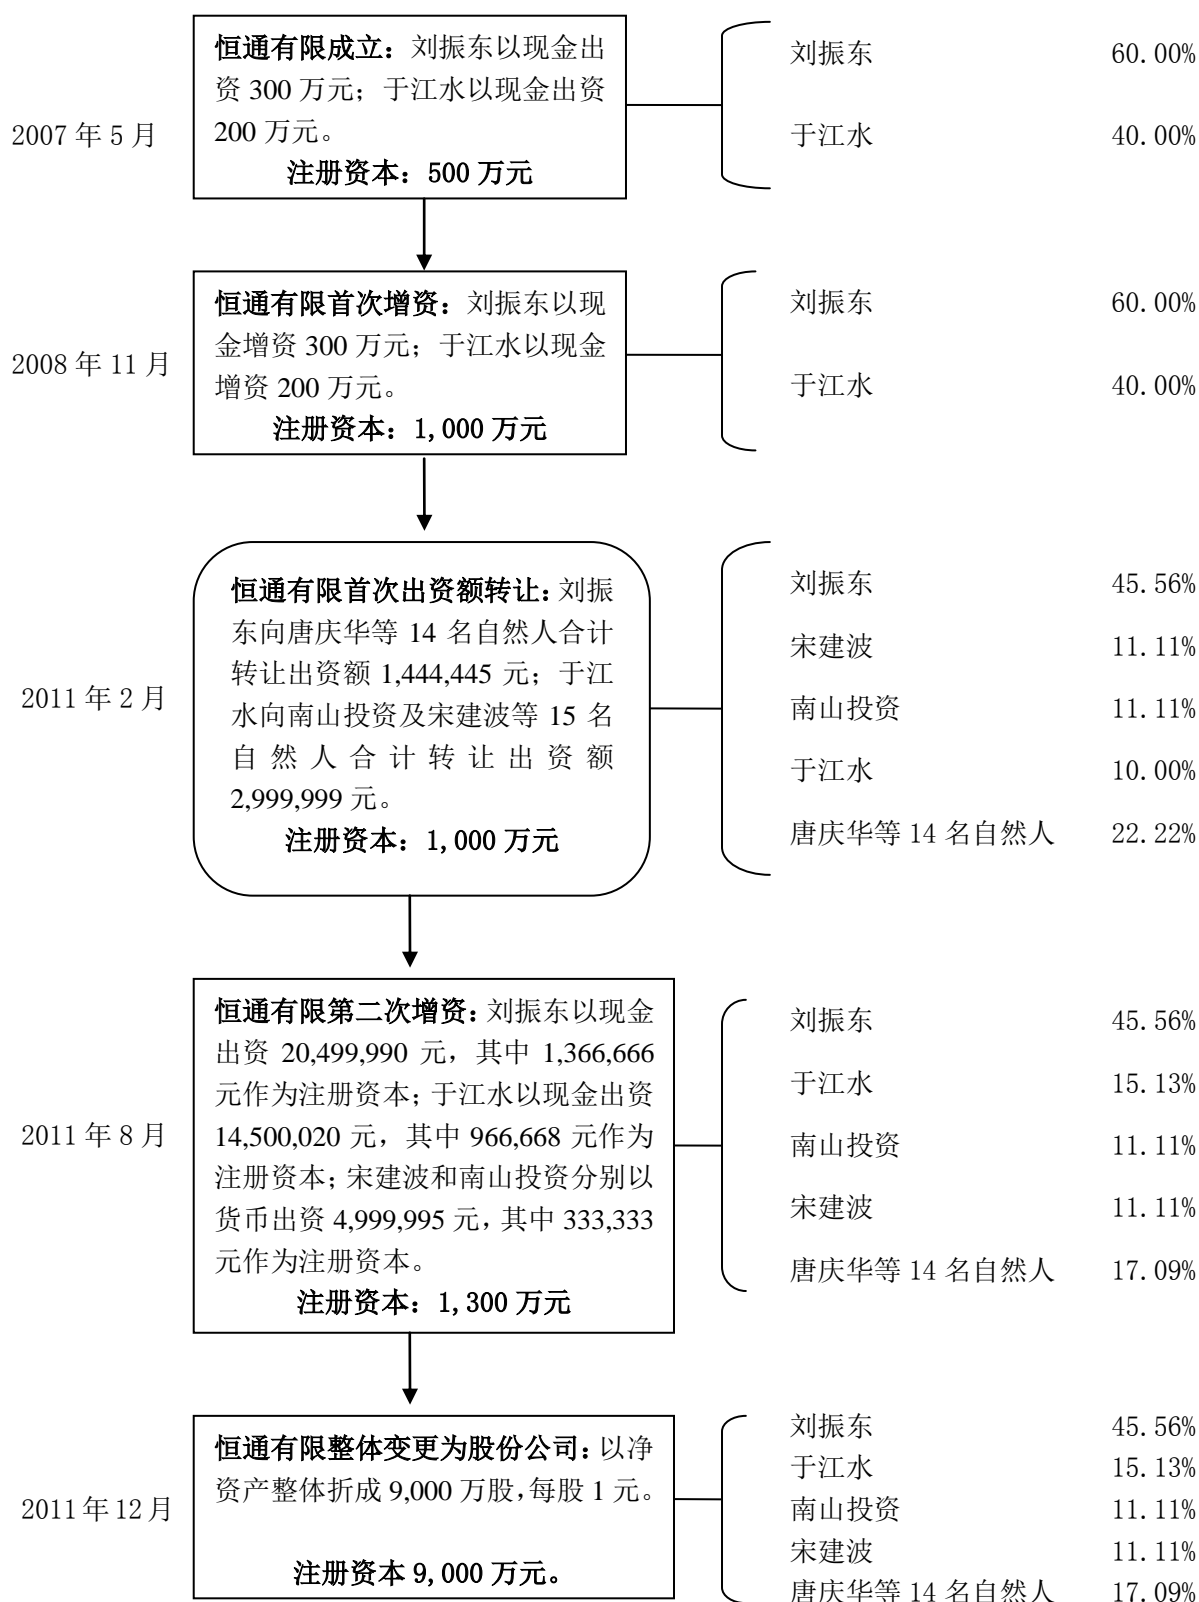 恒通有限成立：刘振东以现金出
资 300 万元；于江水以现金出资
200 万元。
注册资本：500 万元
2007 年 5 月
刘振东 60.00%
于江水 40.00%
恒通有限首次增资：刘振东以现
金增资 300 万元；于江水以现金
增资 200 万元。
注册资本：1,000 万元
2008 年 11 月
刘振东 60.00%
于江水 40.00%
恒通有限首次出资额转让：刘振
东向唐庆华等 14 名自然人合计
转让出资额 1,444,445 元；于江
水向南山投资及宋建波等 15 名
自然人合计转让出资额
2,999,999 元。
注册资本：1,000 万元
2011 年 2 月
刘振东 45.56%
宋建波 11.11%
南山投资 11.11%
于江水 10.00%
唐庆华等 14 名自然人 22.22%
恒通有限第二次增资：刘振东以现金
出资 20,499,990 元，其中 1,366,666
元作为注册资本；于江水以现金出资
14,500,020 元，其中 966,668 元作为
注册资本；宋建波和南山投资分别以
货币出资 4,999,995 元，其中 333,333
元作为注册资本。
注册资本：1,300 万元
2011 年 8 月
刘振东 45.56%
于江水 15.13%
南山投资 11.11%
宋建波 11.11%
唐庆华等 14 名自然人 17.09%
恒通有限整体变更为股份公司：以净
资产整体折成 9,000 万股，每股 1 元。
注册资本 9,000 万元。
2011 年 12 月
刘振东 45.56%
于江水 15.13%
南山投资 11.11%
宋建波 11.11%
唐庆华等 14 名自然人 17.09%